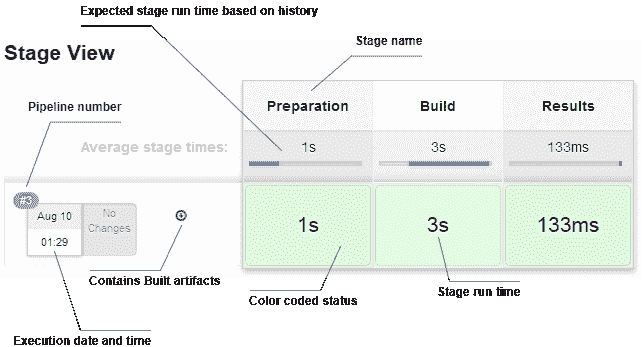 Expected stage run time based on history
Stage name
Stage View
Pipeline number
Preparation Build Results
Average stage times: 1s 3s 133ms
#3
Aug 10 No Changes
01:29
1s 3s 133ms
Contains Built artifacts
Color coded status
Stage run time
Execution date and time